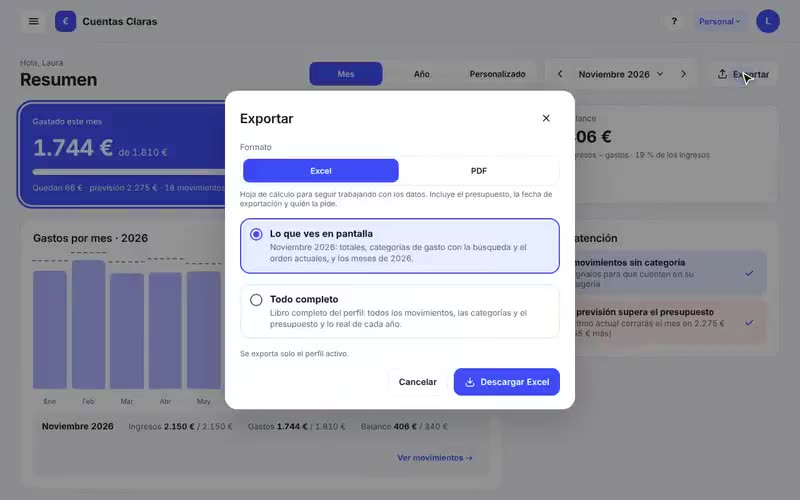 € Cuentas Claras
? Personal L
Hola, Laura
Resumen
Mes Año Personalizado
Noviembre 2026
Exportar
Gastado este mes
1.744 € de 1.810 €
Quedan 66 € · previsión 2.275 € · 18 movimientos
Exportar
Formato
Excel PDF
Hoja de cálculo para seguir trabajando con los datos. Incluye el presupuesto, la fecha de
exportación y quién la pide.
Lo que ves en pantalla
Noviembre 2026: totales, categorías de gasto con la búsqueda y el
orden actuales, y los meses de 2026.
Todo completo
Libro completo del perfil: todos los movimientos, las categorías y el
presupuesto y lo real de cada año.
Se exporta solo el perfil activo.
Cancelar Descargar Excel
lance
06 €
gresos – gastos · 19 % de los ingresos
Gastos por mes · 2026
Ene Feb Mar Abr May
atención
movimientos sin categoría
para que cuenten en su
tegoría
previsión supera el presupuesto
ritmo actual cerrarás el mes en 2.275 €
€ más)
Noviembre 2026 Ingresos 2.150 € / 2.150 € Gastos 1.744 € / 1.810 € Balance 406 € / 340 €
Ver movimientos →